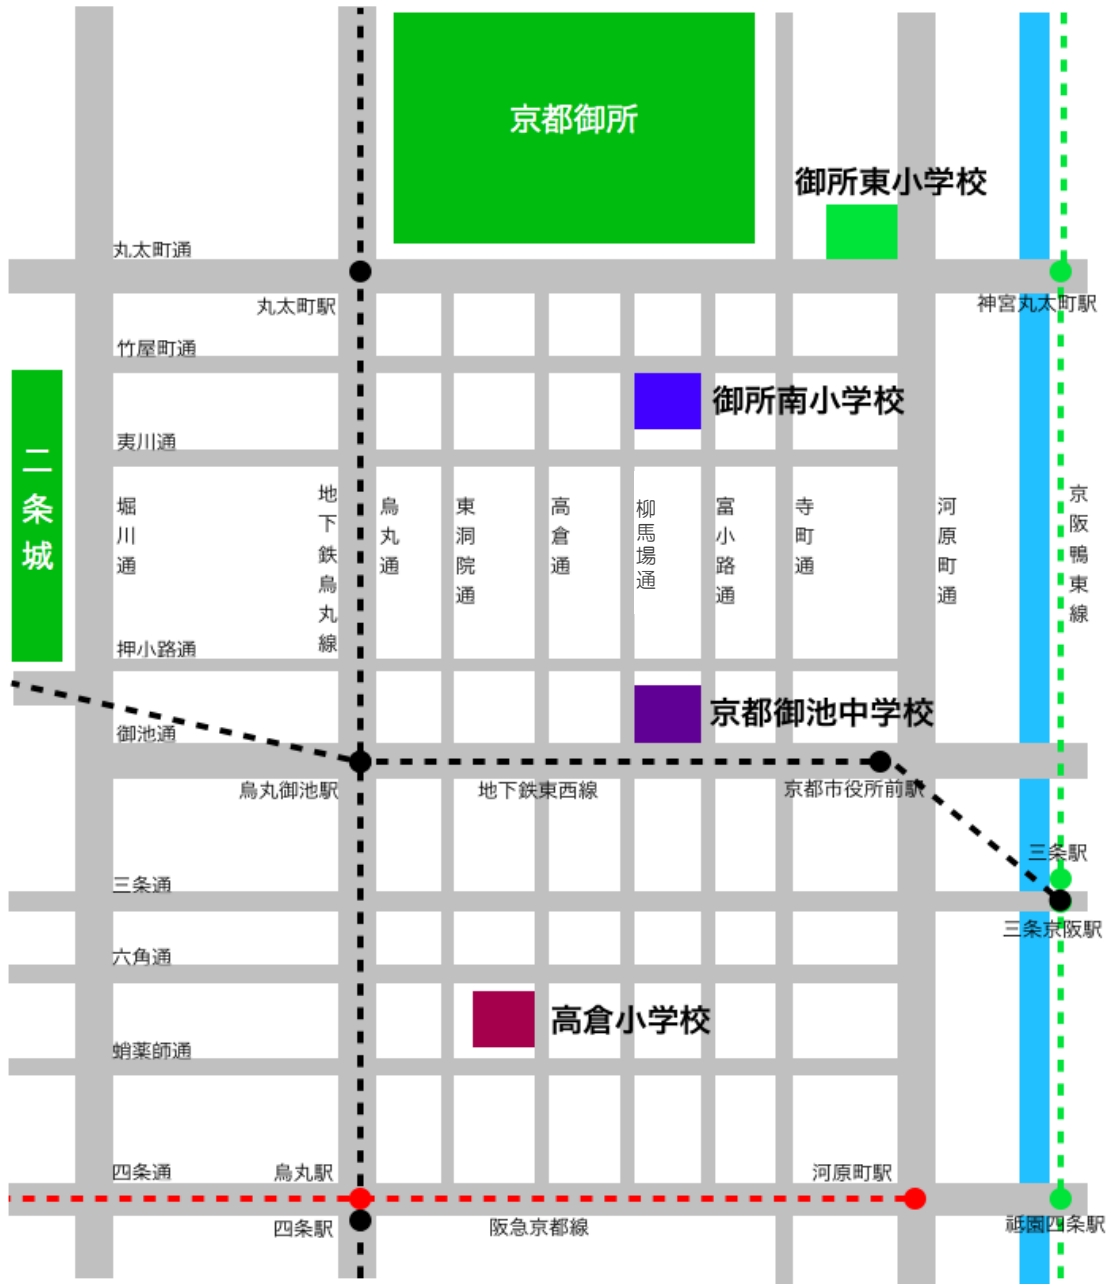 京都御所
御所東小学校
丸太町通
丸太町駅
神宮丸太町駅
竹屋町通
御所南小学校
夷川通
二条城
堀川通
地下鉄烏丸線
烏丸通
東洞院通
高倉通
柳馬場通
富小路通
寺町通
河原町通
京阪鴨東線
押小路通
京都御池中学校
御池通
烏丸御池駅
地下鉄東西線
京都市役所前駅
三条駅
三条通
三条京阪駅
六角通
高倉小学校
蛸薬師通
四条通
烏丸駅
河原町駅
四条駅
阪急京都線
祇園四条駅